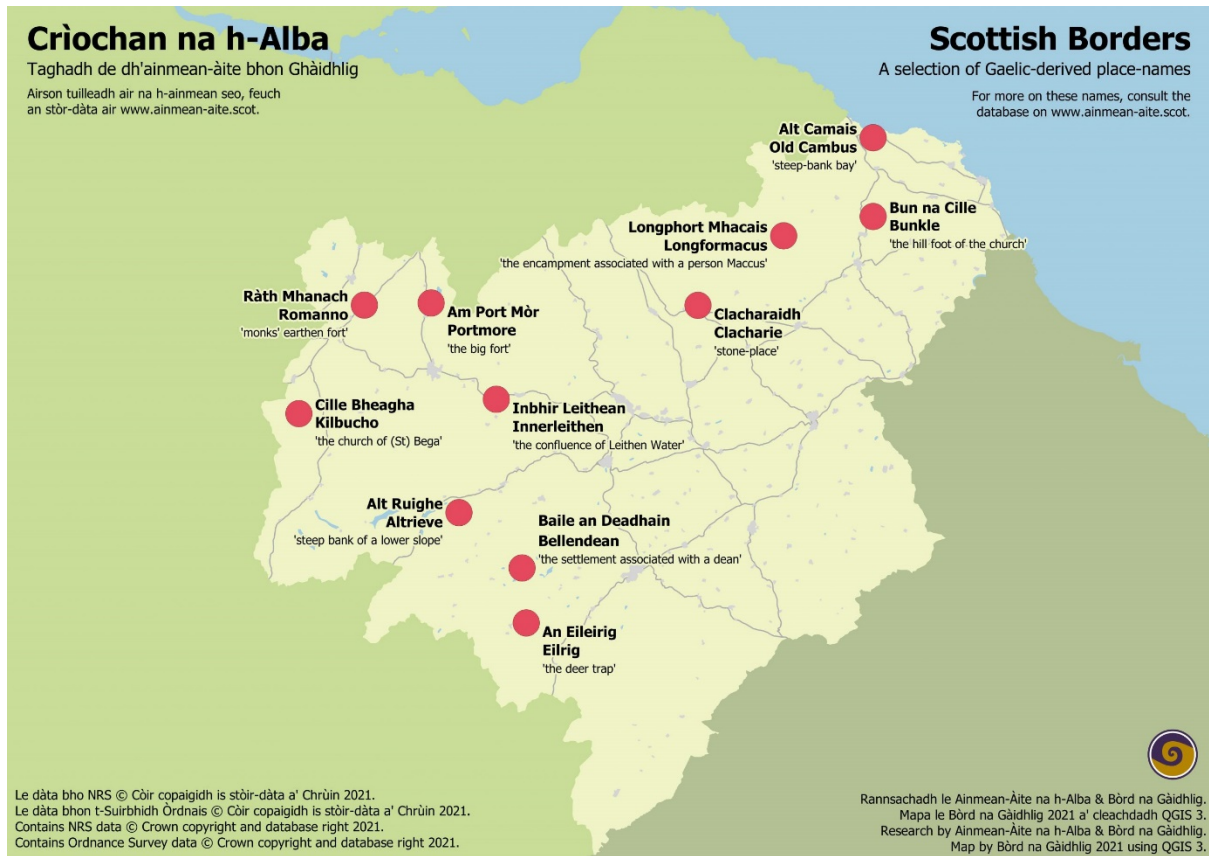 Crìochan na h-Alba
Taghadh de dh'ainmean-àite bhon Ghàidhlig
Airson tuilleadh air na h-ainmean seo, feuch
an stòr-dàta air www.ainmean-aite.scot.
Scottish Borders
A selection of Gaelic-derived place-names
For more on these names, consult the
database on www.ainmean-aite.scot.
Alt Camais
Old Cambus
'steep-bank bay'
Bun na Cille
Bunkle
'the hill foot of the church'
Longphort Mhacais
Longformacus
'the encampment associated with a person Maccus'
Ràth Mhanach
Romanno
'monks' earthen fort'
Am Port Mòr
Portmore
'the big fort'
Clacharaidh
Clacharie
'stone-place'
Cille Bheagha
Kilbucho
'the church of (St) Bega'
Inbhir Leithean
Innerleithen
'the confluence of Leithen Water'
Alt Ruighe
Altrieve
'steep bank of a lower slope'
Baile an Deadhain
Bellendean
'the settlement associated with a dean'
An Eileirig
Eilrig
'the deer trap'
Le dàta bho NRS © Còir copaigidh is stòir-dàta a' Chrùin 2021.
Le dàta bhon t-Suirbhidh Òrdnais © Còir copaigidh is stòir-dàta a' Chrùin 2021.
Contains NRS data © Crown copyright and database right 2021.
Contains Ordnance Survey data © Crown copyright and database right 2021.
Rannsachadh le Ainmean-Àite na h-Alba & Bòrd na Gàidhlig.
Mapa le Bòrd na Gàidhlig 2021 a' cleachdadh QGIS 3.
Research by Ainmean-Àite na h-Alba & Bòrd na Gàidhlig.
Map by Bòrd na Gàidhlig 2021 using QGIS 3.